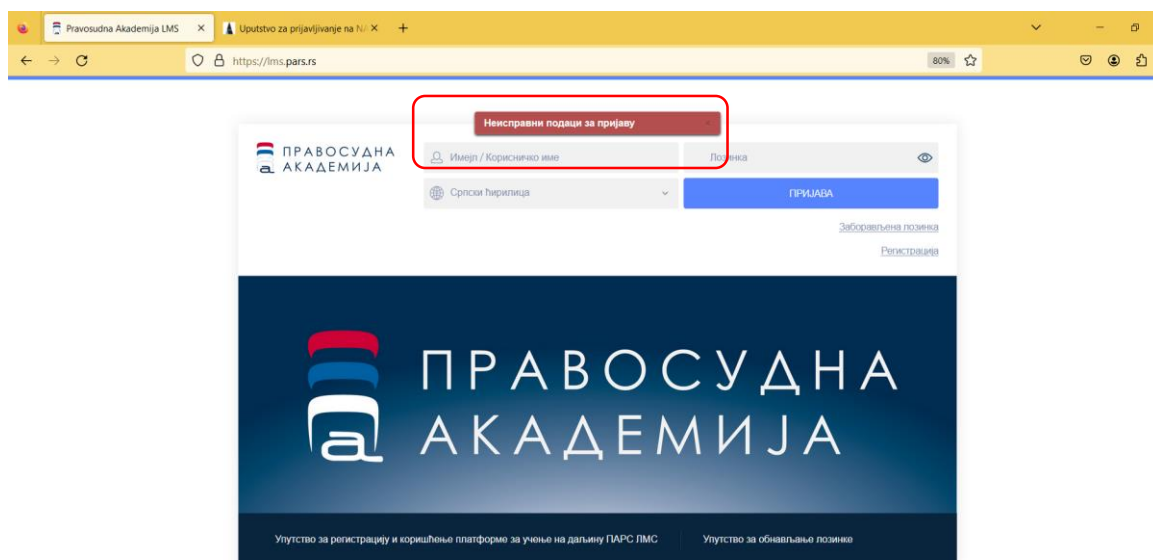 Pravosudna Akademija LMS
Uputstvo za prijavljivanje na NA
https://lms.pars.rs
80%
Неисправни подаци за пријаву
ПРАВОСУДНА
АКАДЕМИЈА
Имејл / Корисничко име
Лозинка
Српски ћирилица
ПРИЈАВА
Заборављена лозинка
Регистрација
ПРАВОСУДНА
АКАДЕМИЈА
Упутство за регистрацију и коришћење платформе за учење на даљину ПАРС ЛМС
Упутство за обнављање лозинке